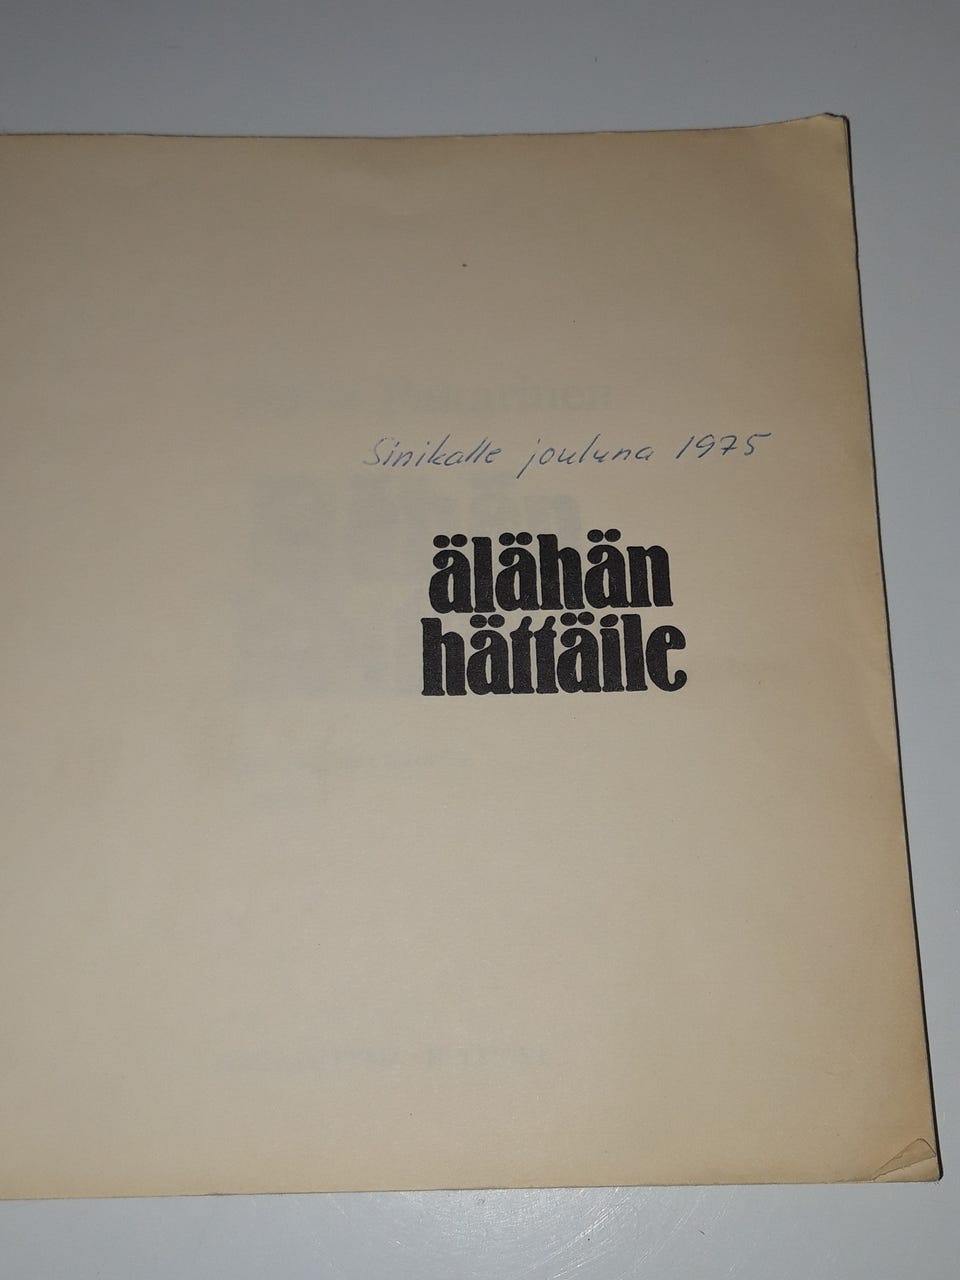 Sinikalle jouluna 1975
älähän
hättäile